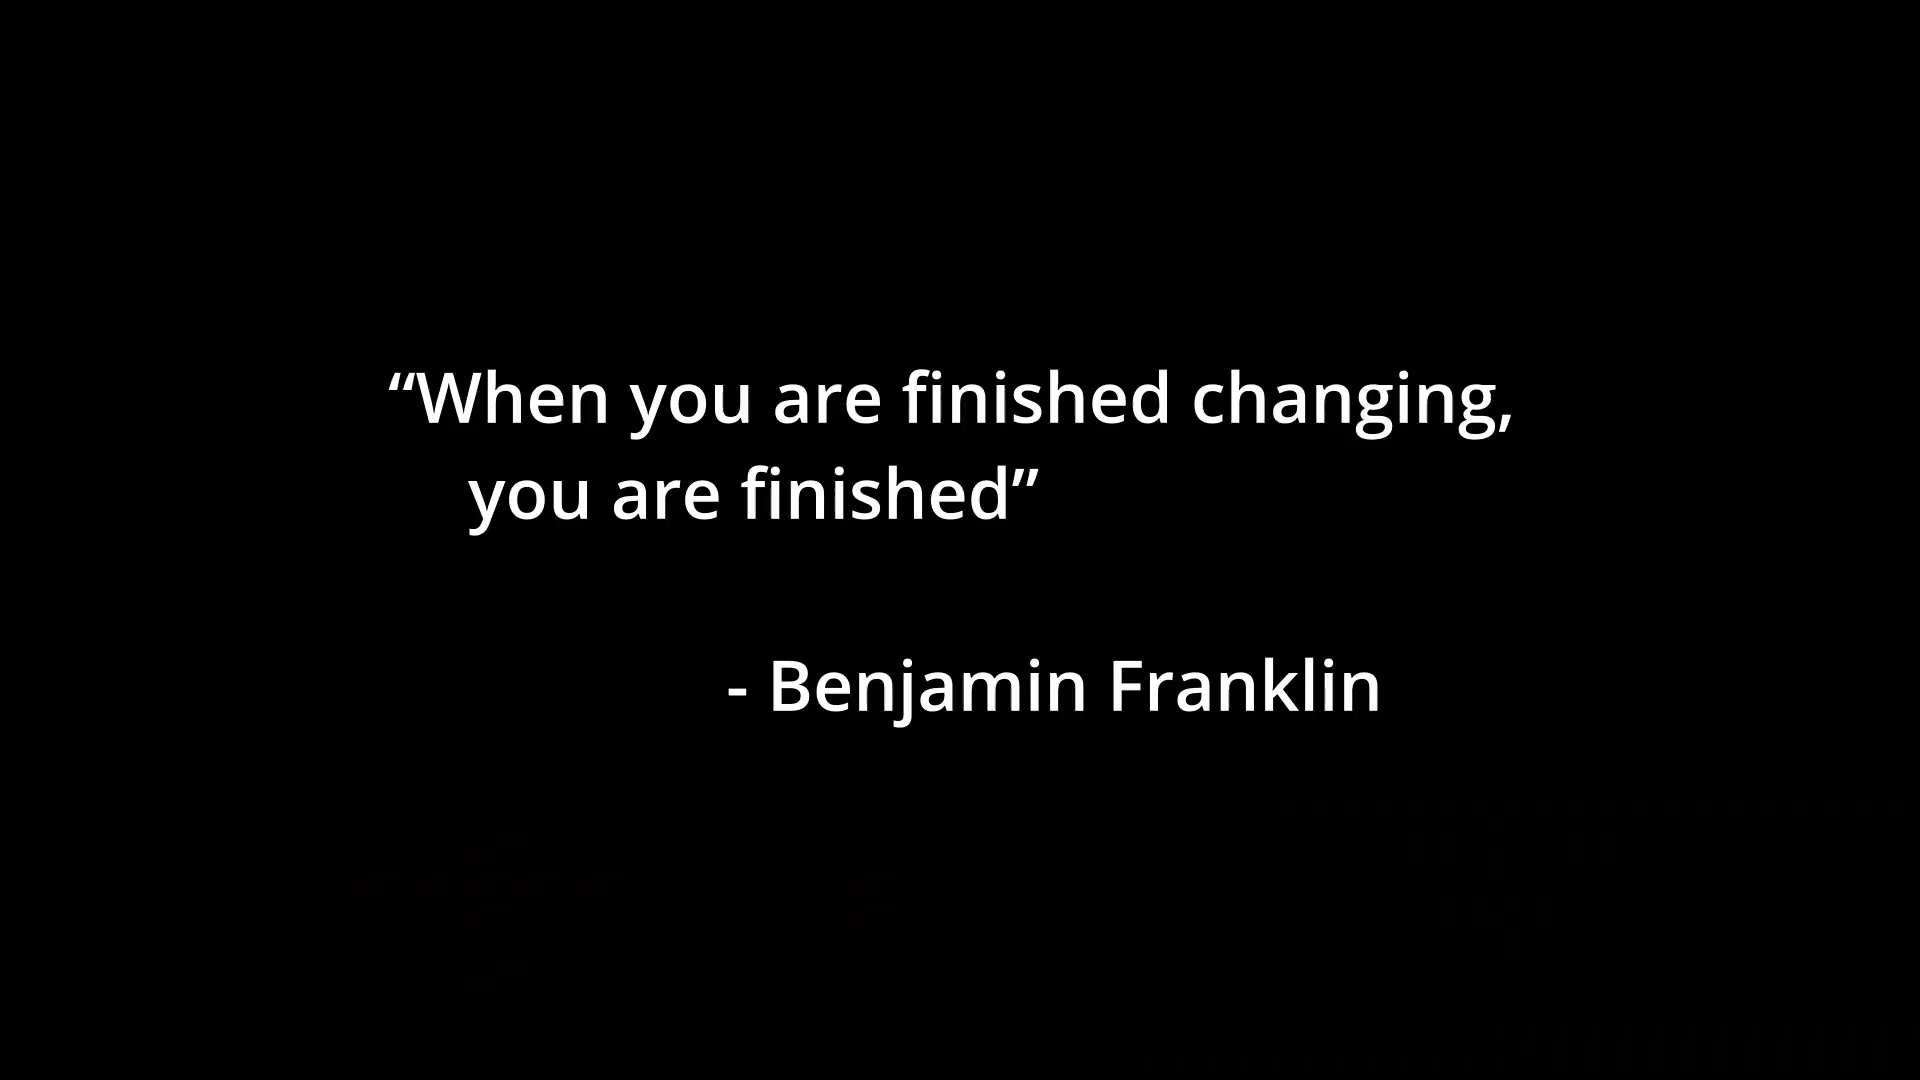 “When you are finished changing,
you are finished”
- Benjamin Franklin